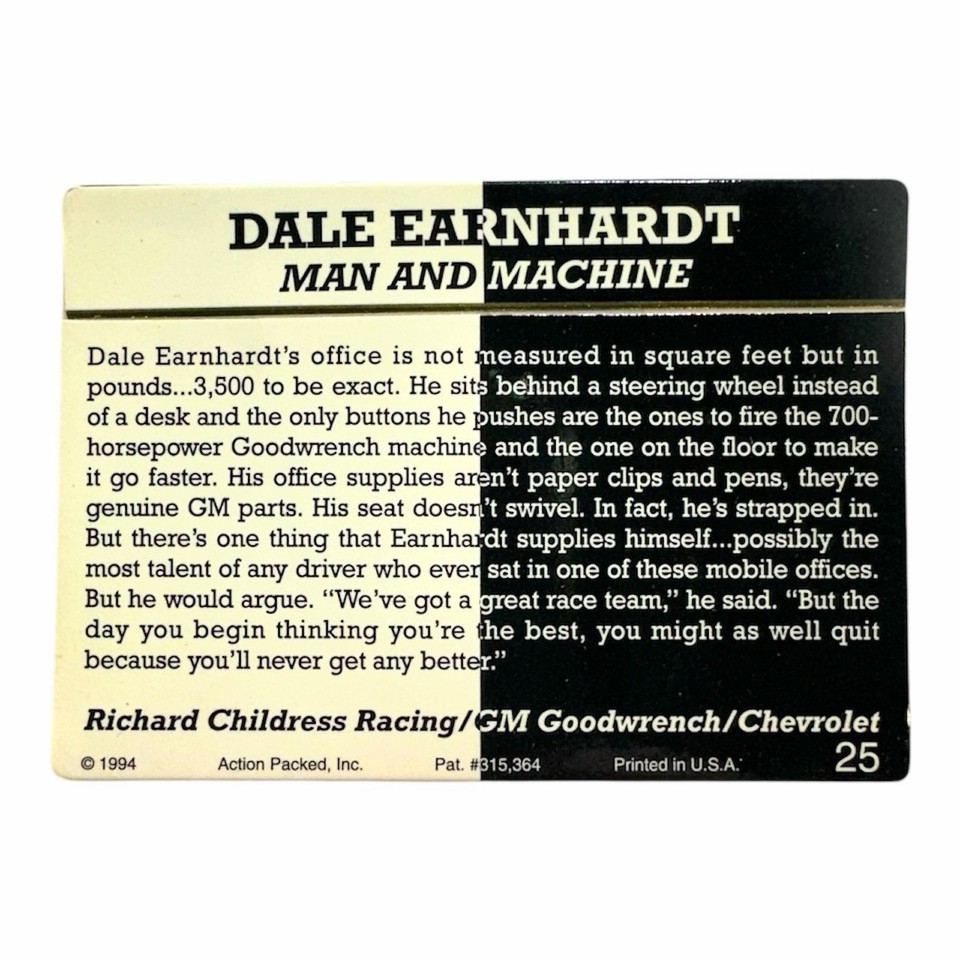 DALE EARNHARDT
MAN AND MACHINE
Dale Earnhardt's office is not measured in square feet but in
pounds...3,500 to be exact. He sits behind a steering wheel instead
of a desk and the only buttons he pushes are the ones to fire the 700-
horsepower Goodwrench machine and the one on the floor to make
it go faster. His office supplies aren't paper clips and pens, they're
genuine GM parts. His seat doesn't swivel. In fact, he's strapped in.
But there's one thing that Earnhardt supplies himself...possibly the
most talent of any driver who ever sat in one of these mobile offices.
But he would argue. “We've got a great race team,” he said. “But the
day you begin thinking you're the best, you might as well quit
because you'll never get any better.”
Richard Childress Racing/GM Goodwrench/Chevrolet
© 1994 Action Packed, Inc. Pat. #315,364 Printed in U.S.A. 25